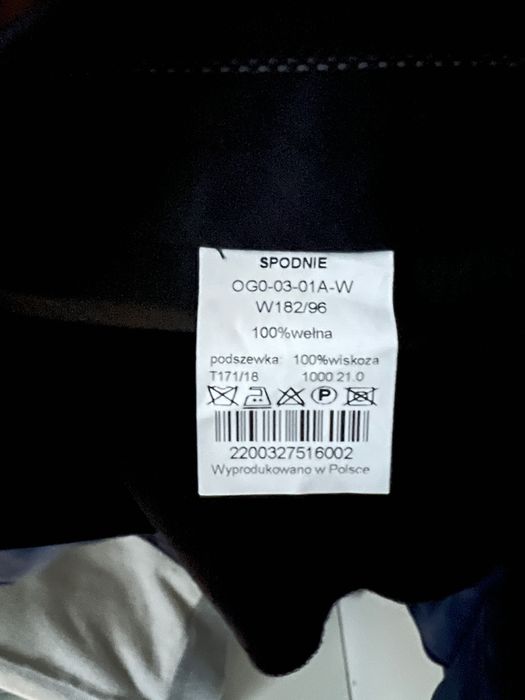 SPODNIE
OG0-03-01A-W
W182/96
100%wełna
podszewka: 100%wiskoza
T171/18 1000.21.0
P
2200327516002
Wyprodukowano w Polsce